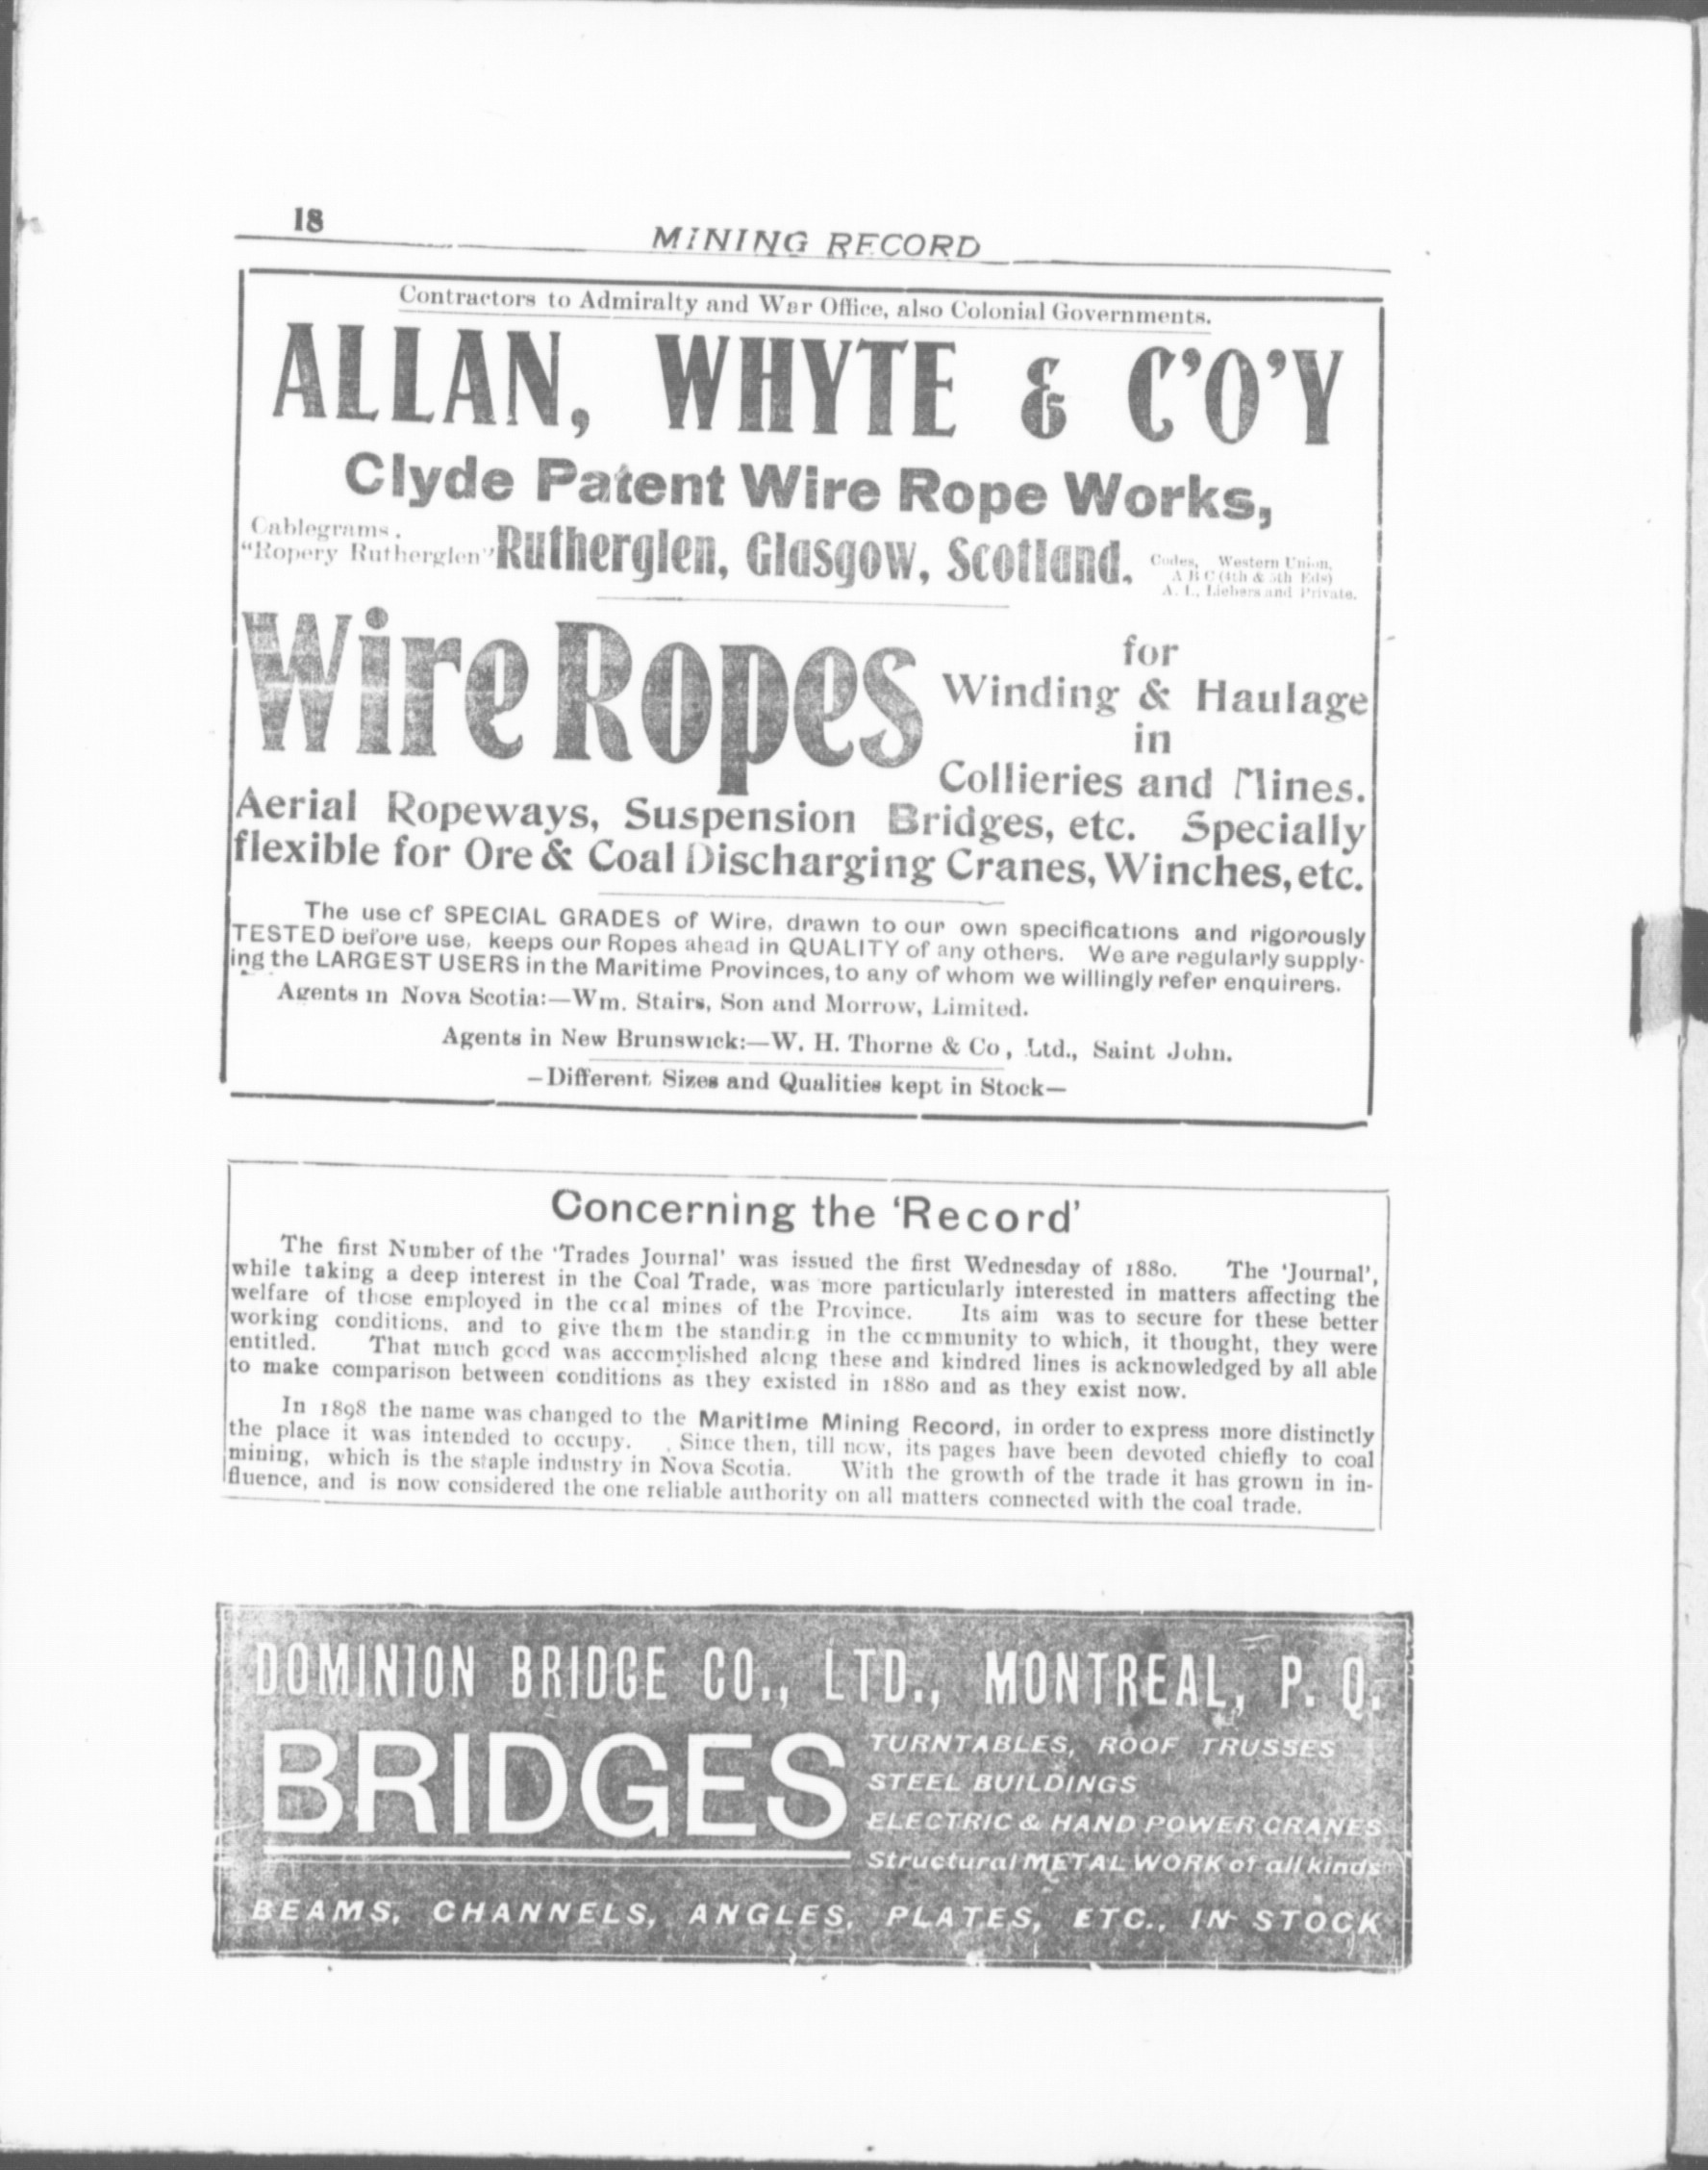 18
MINING RECORD
Contractors to Admiralty and War Office, also Colonial Governments.
ALLAN, WHYTE & C'O'Y
Clyde Patent Wire Rope Works,
Cablegrams.
"Ropery Rutherglen"
Rutherglen, Glasgow, Scotland.
Codes, Western Union,
A B C (4th & 5th Eds)
A. I., Liebers and Private.
Wire Ropes
for
Winding & Haulage
in
Collieries and Mines.
Aerial Ropeways, Suspension Bridges, etc. Specially
flexible for Ore & Coal Discharging Cranes, Winches, etc.
The use of SPECIAL GRADES of Wire, drawn to our own specifications and rigorously
TESTED before use, keeps our Ropes ahead in QUALITY of any others. We are regularly supply-
ing the LARGEST USERS in the Maritime Provinces, to any of whom we willingly refer enquirers.
Agents in Nova Scotia:—Wm. Stairs, Son and Morrow, Limited.
Agents in New Brunswick:—W. H. Thorne & Co, Ltd., Saint John.
—Different Sizes and Qualities kept in Stock—
Concerning the 'Record'
The first Number of the 'Trades Journal' was issued the first Wednesday of 1880. The 'Journal',
while taking a deep interest in the Coal Trade, was more particularly interested in matters affecting the
welfare of those employed in the coal mines of the Province. Its aim was to secure for these better
working conditions, and to give them the standing in the community to which, it thought, they were
entitled. That much good was accomplished along these and kindred lines is acknowledged by all able
to make comparison between conditions as they existed in 1880 and as they exist now.
In 1898 the name was changed to the Maritime Mining Record, in order to express more distinctly
the place it was intended to occupy. Since then, till now, its pages have been devoted chiefly to coal
mining, which is the staple industry in Nova Scotia. With the growth of the trade it has grown in in-
fluence, and is now considered the one reliable authority on all matters connected with the coal trade.
DOMINION BRIDGE CO., LTD., MONTREAL, P. Q.
BRIDGES
TURNTABLES, ROOF TRUSSES
STEEL BUILDINGS
ELECTRIC & HAND POWER CRANES
Structural METAL WORK of all kinds
BEAMS, CHANNELS, ANGLES, PLATES, ETC., IN STOCK